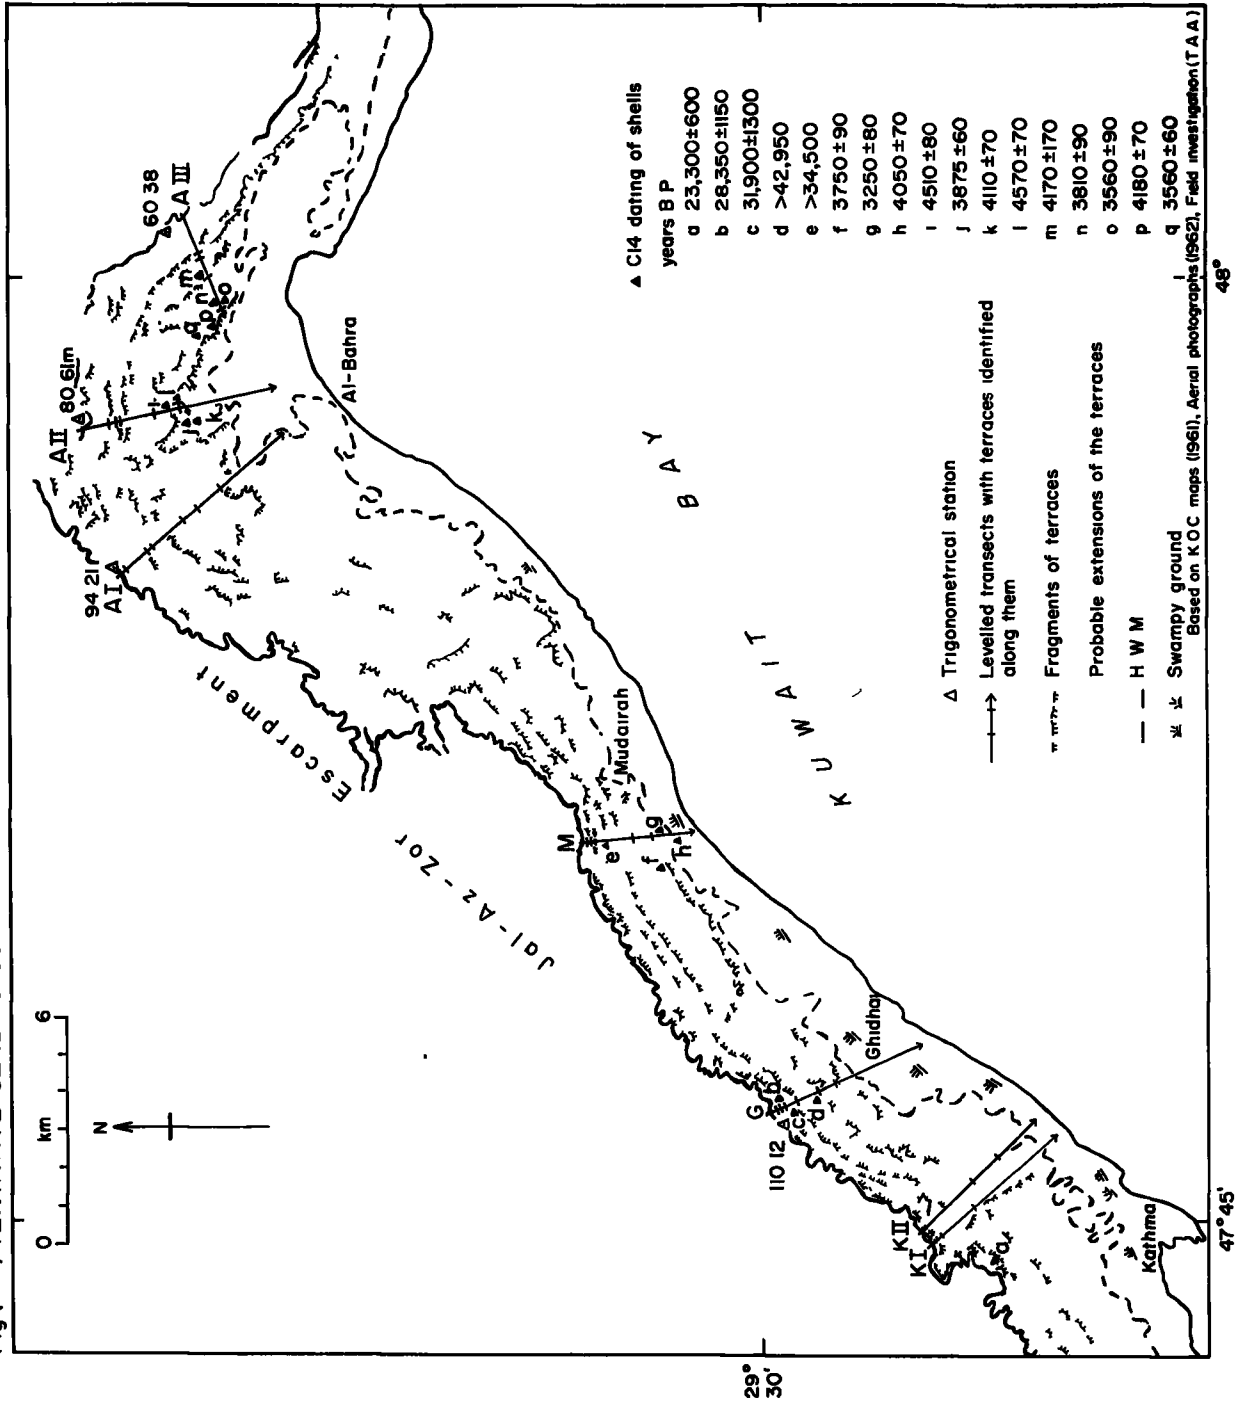 0 km 6
N
94 21
A I
A II
80 61m
60 38
A III
l
j
k
q
p
n
m
o
Al-Bahra
Jal-Az-Zor Escarpment
M
e
f
g
h
Mudairah
KUWAIT BAY
G
b
110 12
c
d
Ghidha
K II
K I
a
Kathma
29°
30'
47° 45'
48°
▲ C14 dating of shells
years B P
a 23,300±600
b 28,350±1150
c 31,900±1300
d >42,950
e >34,500
f 3750±90
g 3250±80
h 4050±70
ı 4510±80
j 3875±60
k 4110±70
l 4570±70
m 4170±170
n 3810±90
o 3560±90
p 4180±70
q 3560±60
△ Trigonometrical station
Levelled transects with terraces identified
along them
Fragments of terraces
Probable extensions of the terraces
H W M
Swampy ground
Based on K O C maps (1961), Aerial photographs (1962), Field investigation (T A A)